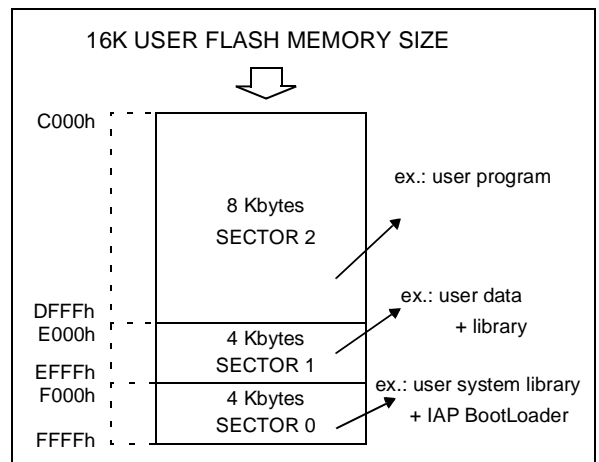 16K USER FLASH MEMORY SIZE
C000h
8 Kbytes
SECTOR 2
ex.: user program
DFFFh
E000h
4 Kbytes
SECTOR 1
ex.: user data
+ library
EFFFh
F000h
4 Kbytes
SECTOR 0
ex.: user system library
+ IAP BootLoader
FFFFh